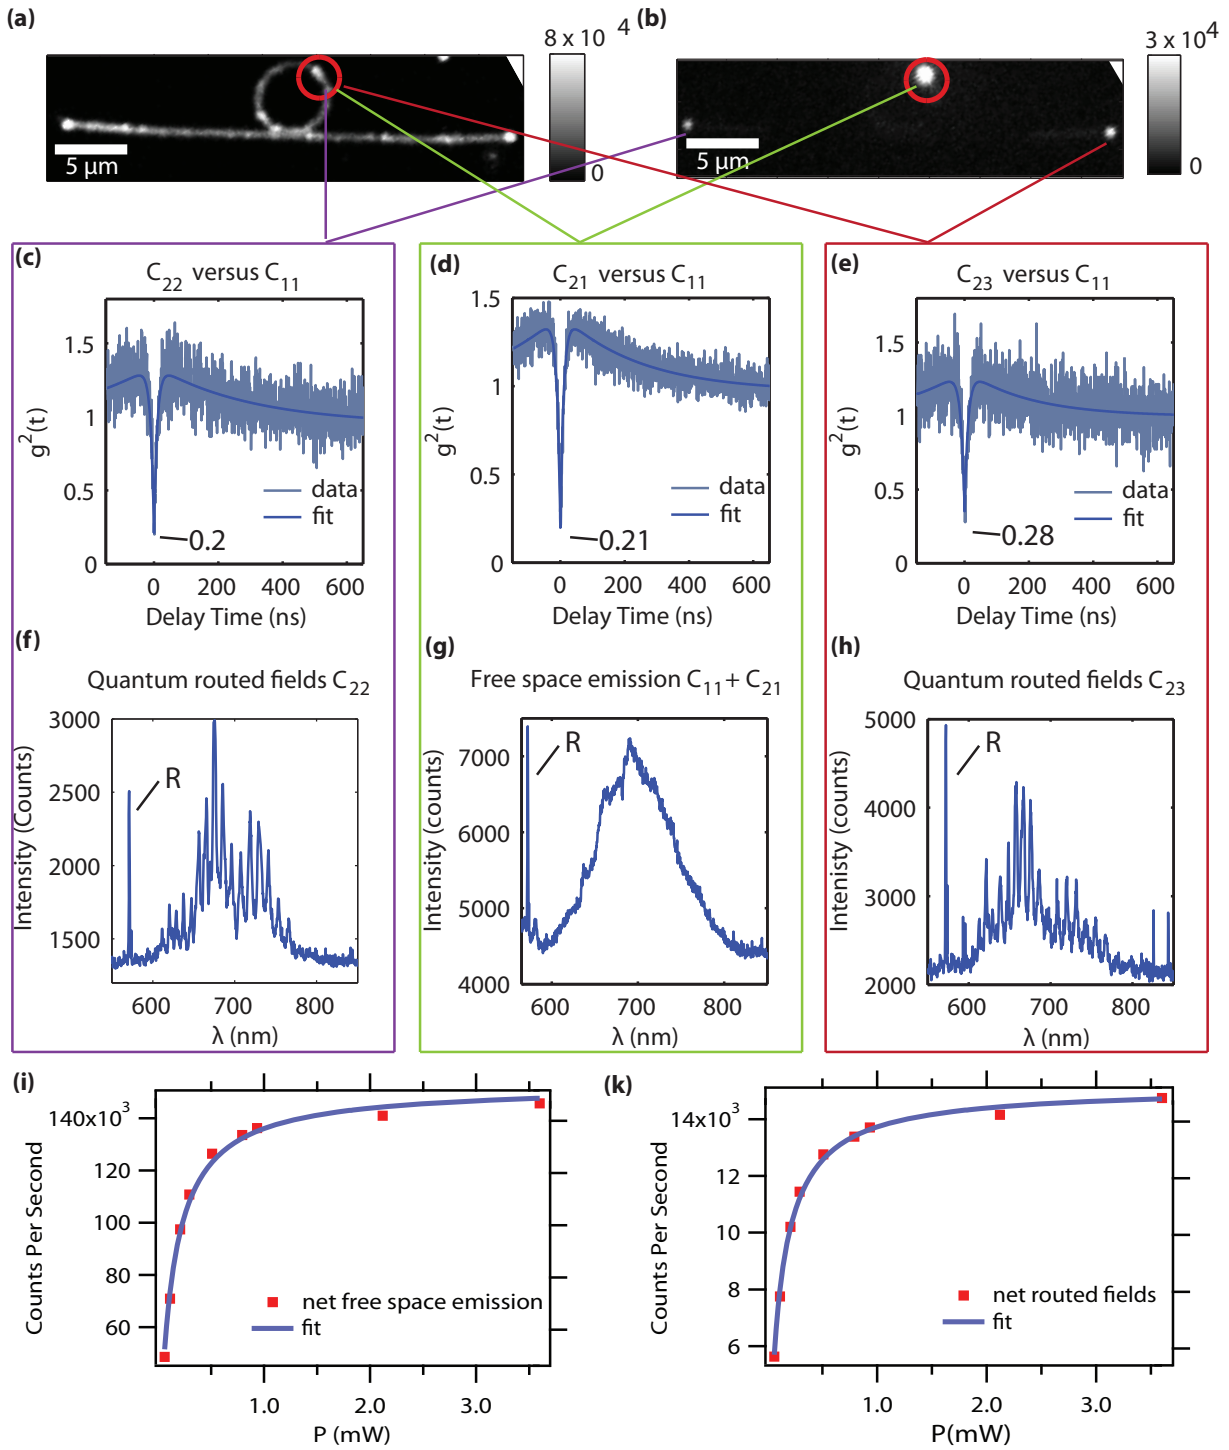 (a)
8 x 10 4
0
5 µm
(b)
3 x 10⁴
0
5 µm
(c)
C₂₂ versus C₁₁
1.5
1
0.5
0
g²(t)
data
fit
0.2
0 200 400 600
Delay Time (ns)
(d)
C₂₁ versus C₁₁
1.5
1
0.5
0
g²(t)
data
fit
0.21
0 200 400 600
Delay Time (ns)
(e)
C₂₃ versus C₁₁
1.5
1
0.5
0
g²(t)
data
fit
0.28
0 200 400 600
Delay Time (ns)
(f)
Quantum routed fields C₂₂
3000
2500
2000
1500
Intensity (Counts)
R
600 700 800
λ (nm)
(g)
Free space emission C₁₁+ C₂₁
7000
6000
5000
4000
Intensity (counts)
R
600 700 800
λ (nm)
(h)
Quantum routed fields C₂₃
5000
4000
3000
2000
Intenisty (counts)
R
600 700 800
λ (nm)
(i)
140x10³
120
100
80
60
Counts Per Second
net free space emission
fit
1.0 2.0 3.0
P (mW)
(k)
14x10³
12
10
8
6
Counts Per Second
net routed fields
fit
1.0 2.0 3.0
P(mW)